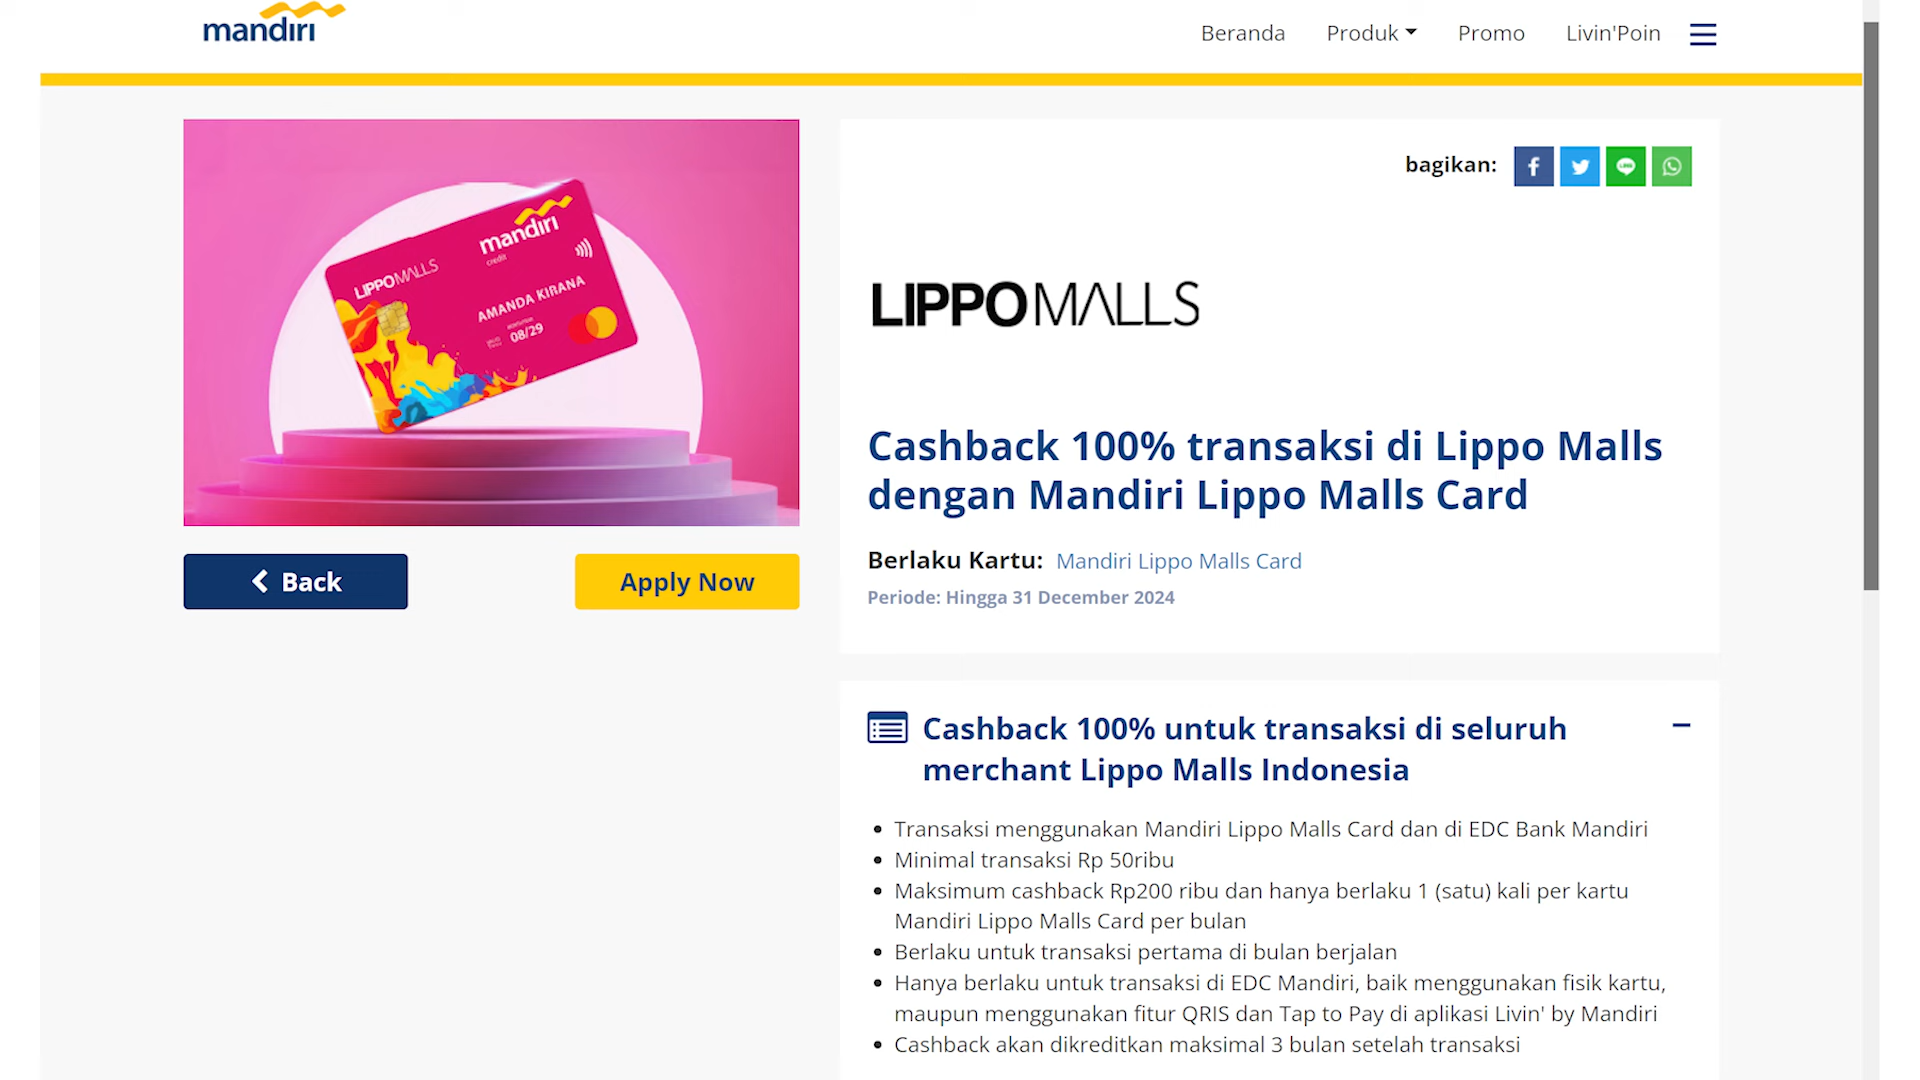 mandiri
Beranda
Produk
Promo
Livin'Poin
mandiri
credit
LIPPOMALLS
AMANDA KIRANA
08/29
Back
Apply Now
bagikan:
LIPPOMALLS
Cashback 100% transaksi di Lippo Malls
dengan Mandiri Lippo Malls Card
Berlaku Kartu: Mandiri Lippo Malls Card
Periode: Hingga 31 December 2024
Cashback 100% untuk transaksi di seluruh
merchant Lippo Malls Indonesia
Transaksi menggunakan Mandiri Lippo Malls Card dan di EDC Bank Mandiri
Minimal transaksi Rp 50ribu
Maksimum cashback Rp200 ribu dan hanya berlaku 1 (satu) kali per kartu
Mandiri Lippo Malls Card per bulan
Berlaku untuk transaksi pertama di bulan berjalan
Hanya berlaku untuk transaksi di EDC Mandiri, baik menggunakan fisik kartu,
maupun menggunakan fitur QRIS dan Tap to Pay di aplikasi Livin' by Mandiri
Cashback akan dikreditkan maksimal 3 bulan setelah transaksi